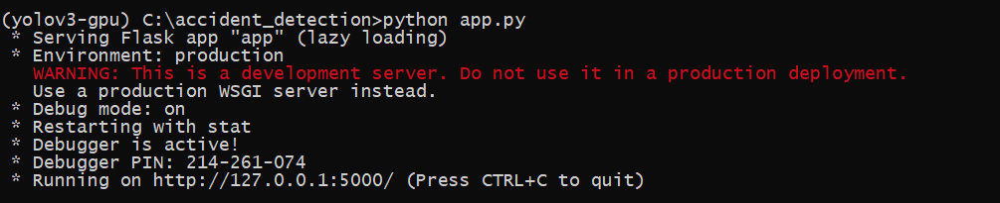 (yolov3-gpu) C:\accident_detection>python app.py
* Serving Flask app "app" (lazy loading)
* Environment: production
WARNING: This is a development server. Do not use it in a production deployment.
Use a production WSGI server instead.
* Debug mode: on
* Restarting with stat
* Debugger is active!
* Debugger PIN: 214-261-074
* Running on http://127.0.0.1:5000/ (Press CTRL+C to quit)